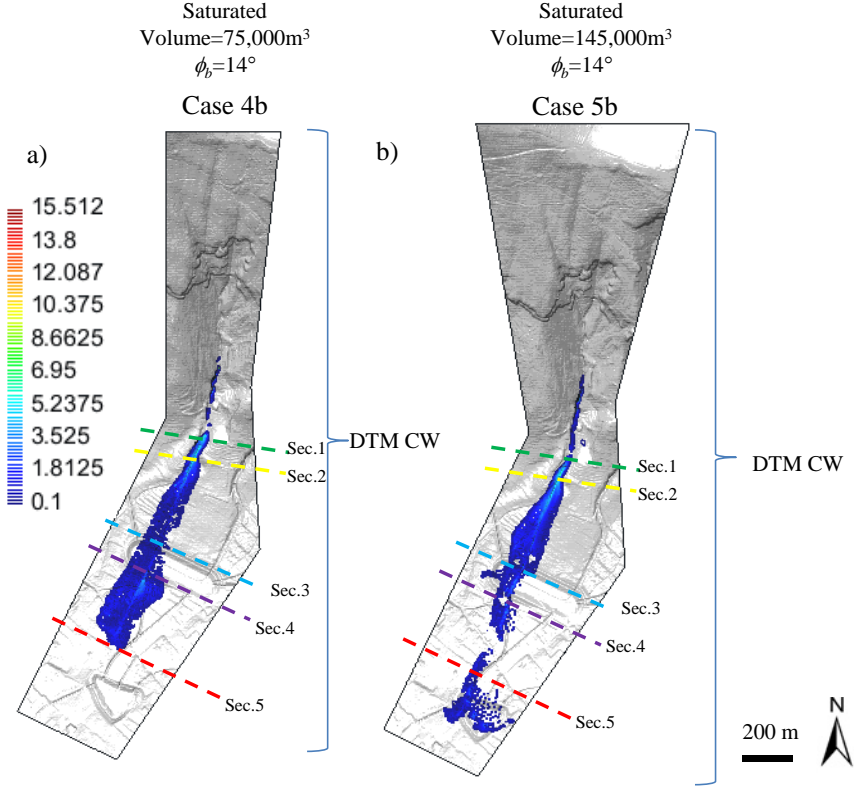 Saturated
Volume=75,000m³
ϕb=14°
Case 4b
Saturated
Volume=145,000m³
ϕb=14°
Case 5b
a)
b)
15.512
13.8
12.087
10.375
8.6625
6.95
5.2375
3.525
1.8125
0.1
Sec.1
Sec.2
Sec.3
Sec.4
Sec.5
DTM CW
Sec.1
Sec.2
Sec.3
Sec.4
Sec.5
DTM CW
200 m
N